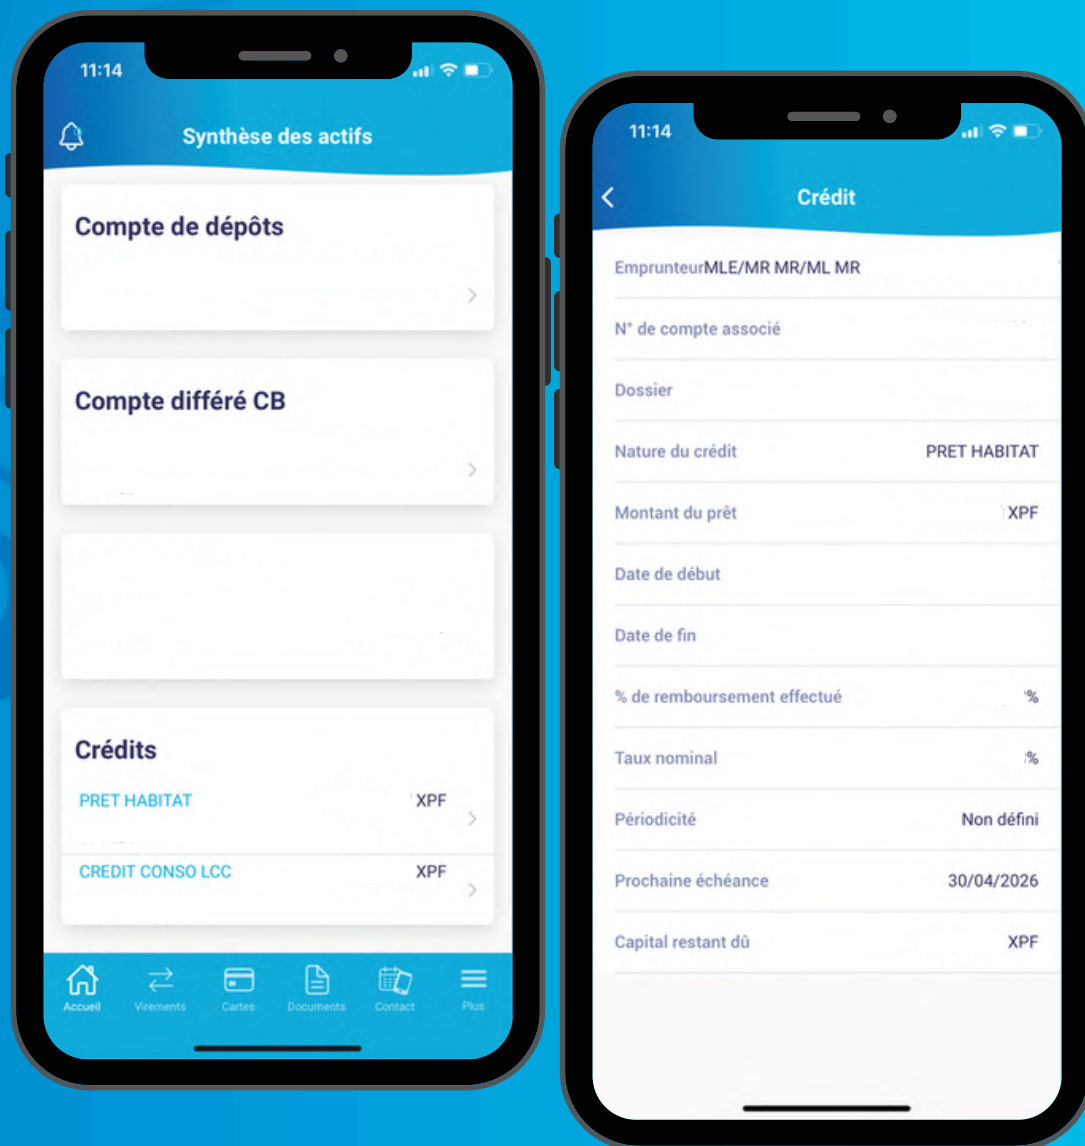 11:14
Synthèse des actifs
Compte de dépôts
Compte différé CB
Crédits
PRET HABITAT XPF
CREDIT CONSO LCC XPF
Accueil Virements Cartes Documents Contact Plus
11:14
Crédit
EmprunteurMLE/MR MR/ML MR
N° de compte associé
Dossier
Nature du crédit PRET HABITAT
Montant du prêt XPF
Date de début
Date de fin
% de remboursement effectué %
Taux nominal %
Périodicité Non défini
Prochaine échéance 30/04/2026
Capital restant dû XPF